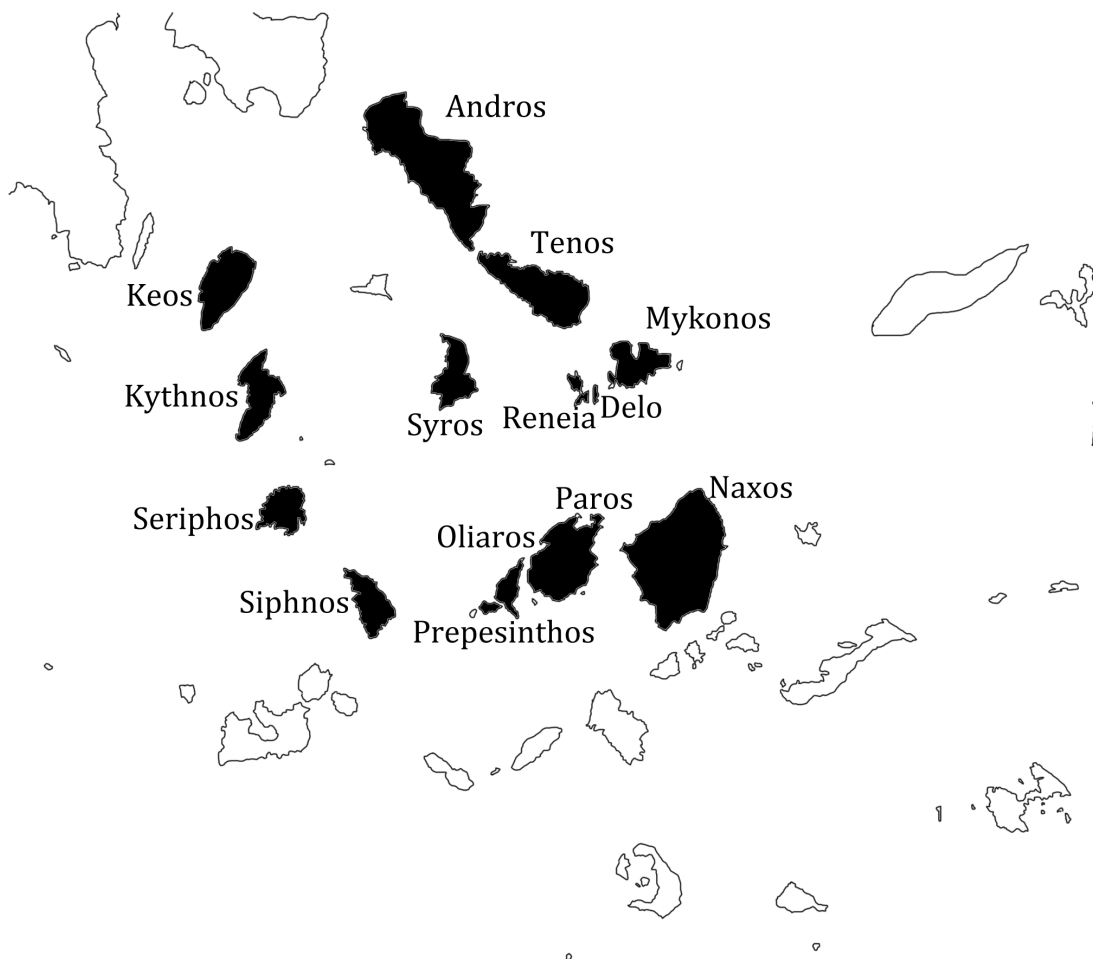 Andros
Tenos
Keos
Mykonos
Kythnos
Syros
Reneia
Delo
Naxos
Paros
Seriphos
Oliaros
Siphnos
Prepesinthos